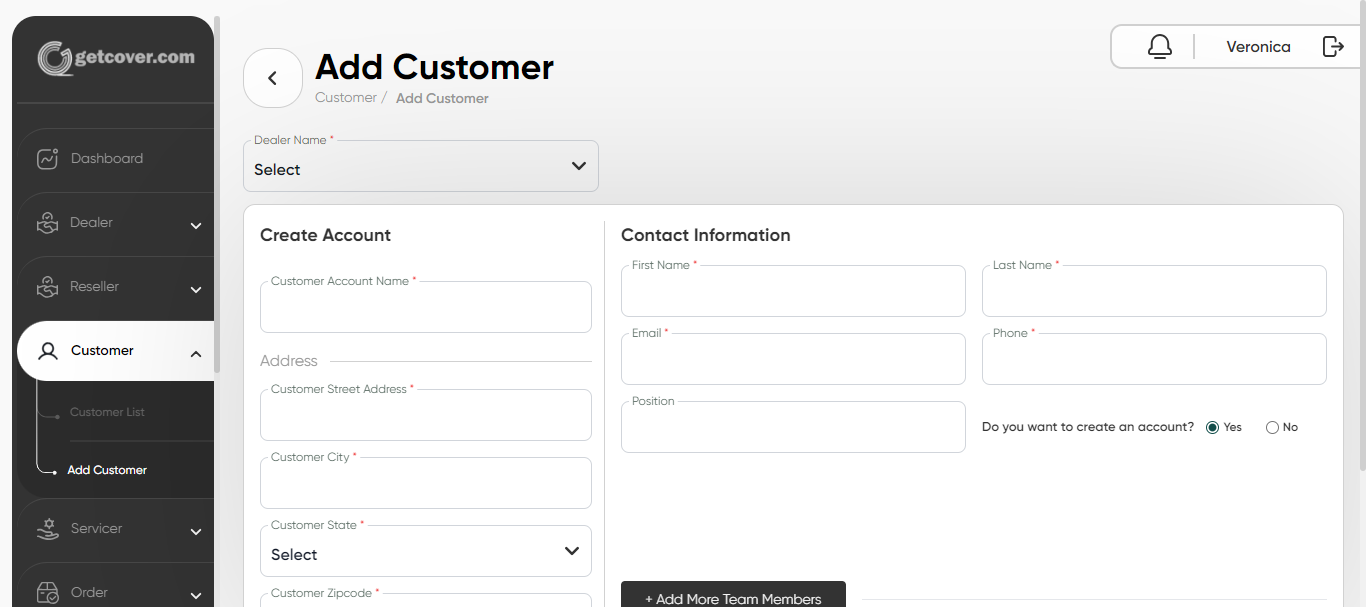 getcover.com
Dashboard
Dealer
Reseller
Customer
Customer List
Add Customer
Servicer
Order
Add Customer
Customer / Add Customer
Veronica
Dealer Name *
Select
Create Account
Customer Account Name *
Address
Customer Street Address *
Customer City *
Customer State *
Select
Customer Zipcode *
Contact Information
First Name *
Last Name *
Email *
Phone *
Position
Do you want to create an account? Yes No
+ Add More Team Members